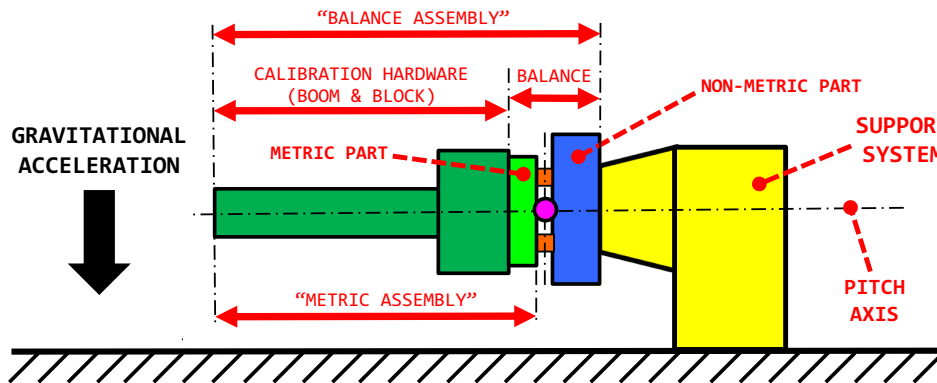 “BALANCE ASSEMBLY”
CALIBRATION HARDWARE
(BOOM & BLOCK)
BALANCE
NON-METRIC PART
GRAVITATIONAL
ACCELERATION
METRIC PART
SUPPOR
SYSTEM
“METRIC ASSEMBLY”
PITCH
AXIS